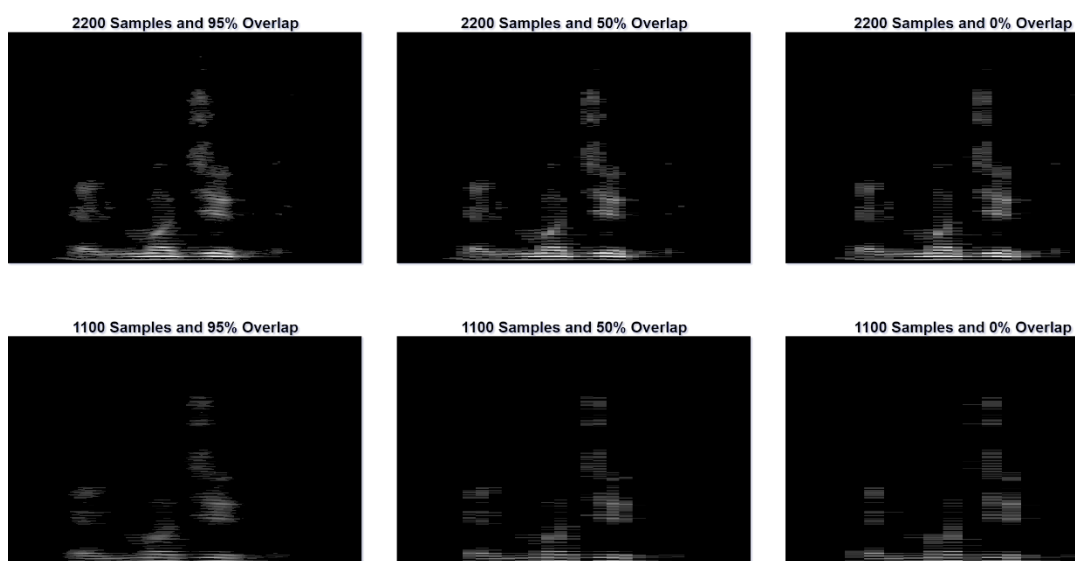 2200 Samples and 95% Overlap
2200 Samples and 50% Overlap
2200 Samples and 0% Overlap
1100 Samples and 95% Overlap
1100 Samples and 50% Overlap
1100 Samples and 0% Overlap